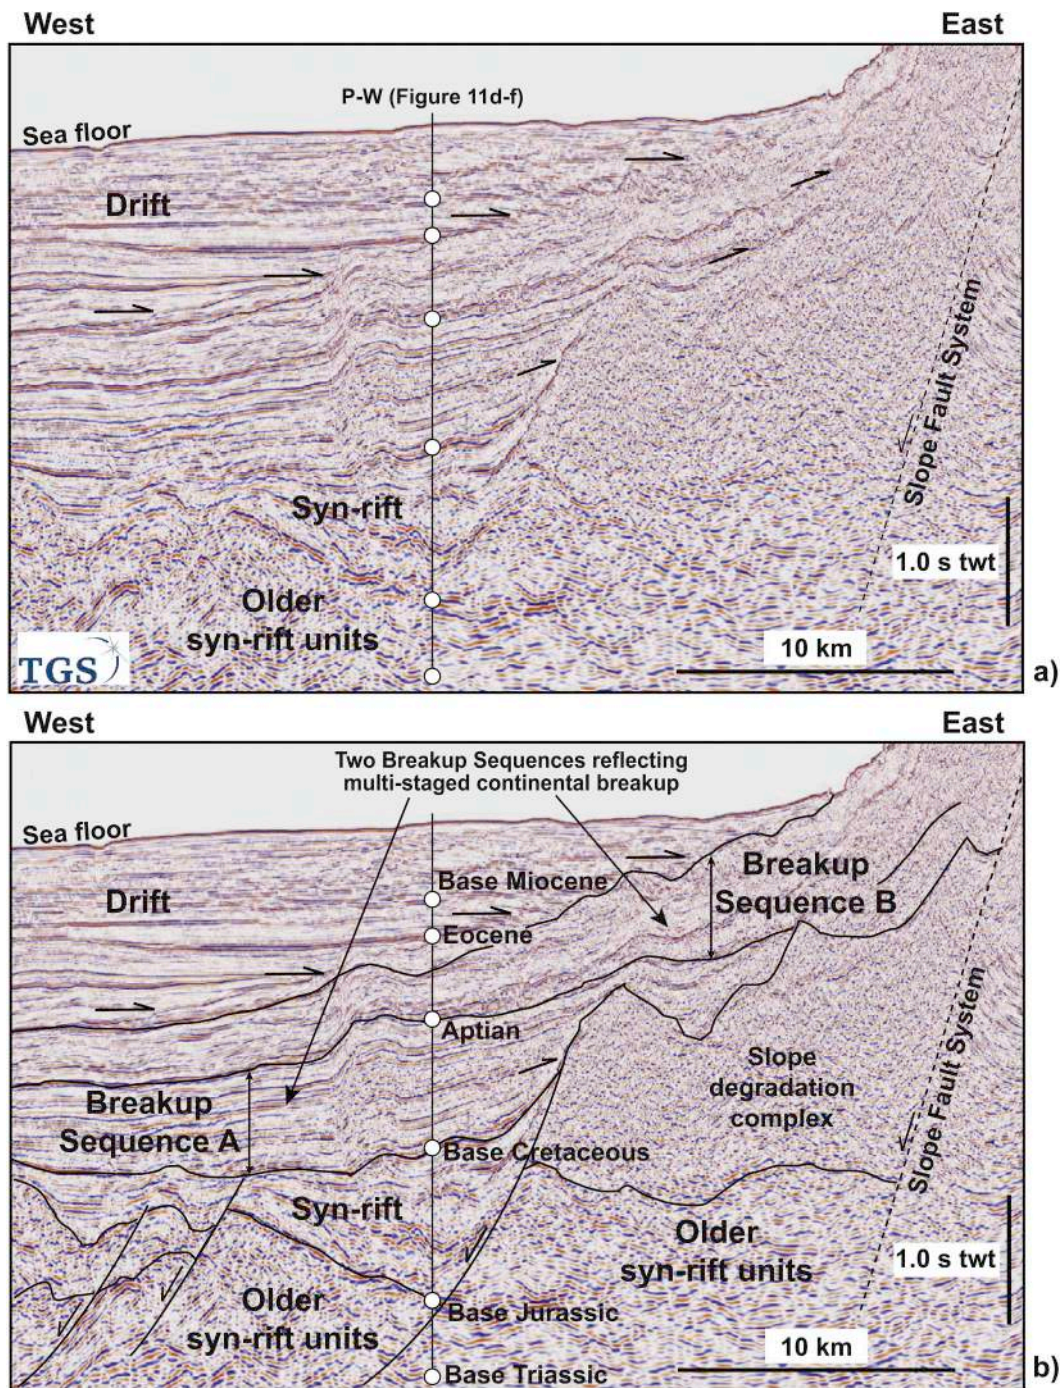 West East
P-W (Figure 11d-f)
Sea floor
Drift
Slope Fault System
Syn-rift
1.0 s twt
Older
syn-rift units
10 km
TGS
a)
West East
Two Breakup Sequences reflecting
multi-staged continental breakup
Sea floor
Breakup
Sequence B
Base Miocene
Drift
Eocene
Aptian
Slope Fault System
Slope
degradation
complex
Breakup
Sequence A
Base Cretaceous
Syn-rift
Older
syn-rift units
1.0 s twt
Older
syn-rift units
Base Jurassic
10 km
Base Triassic
b)